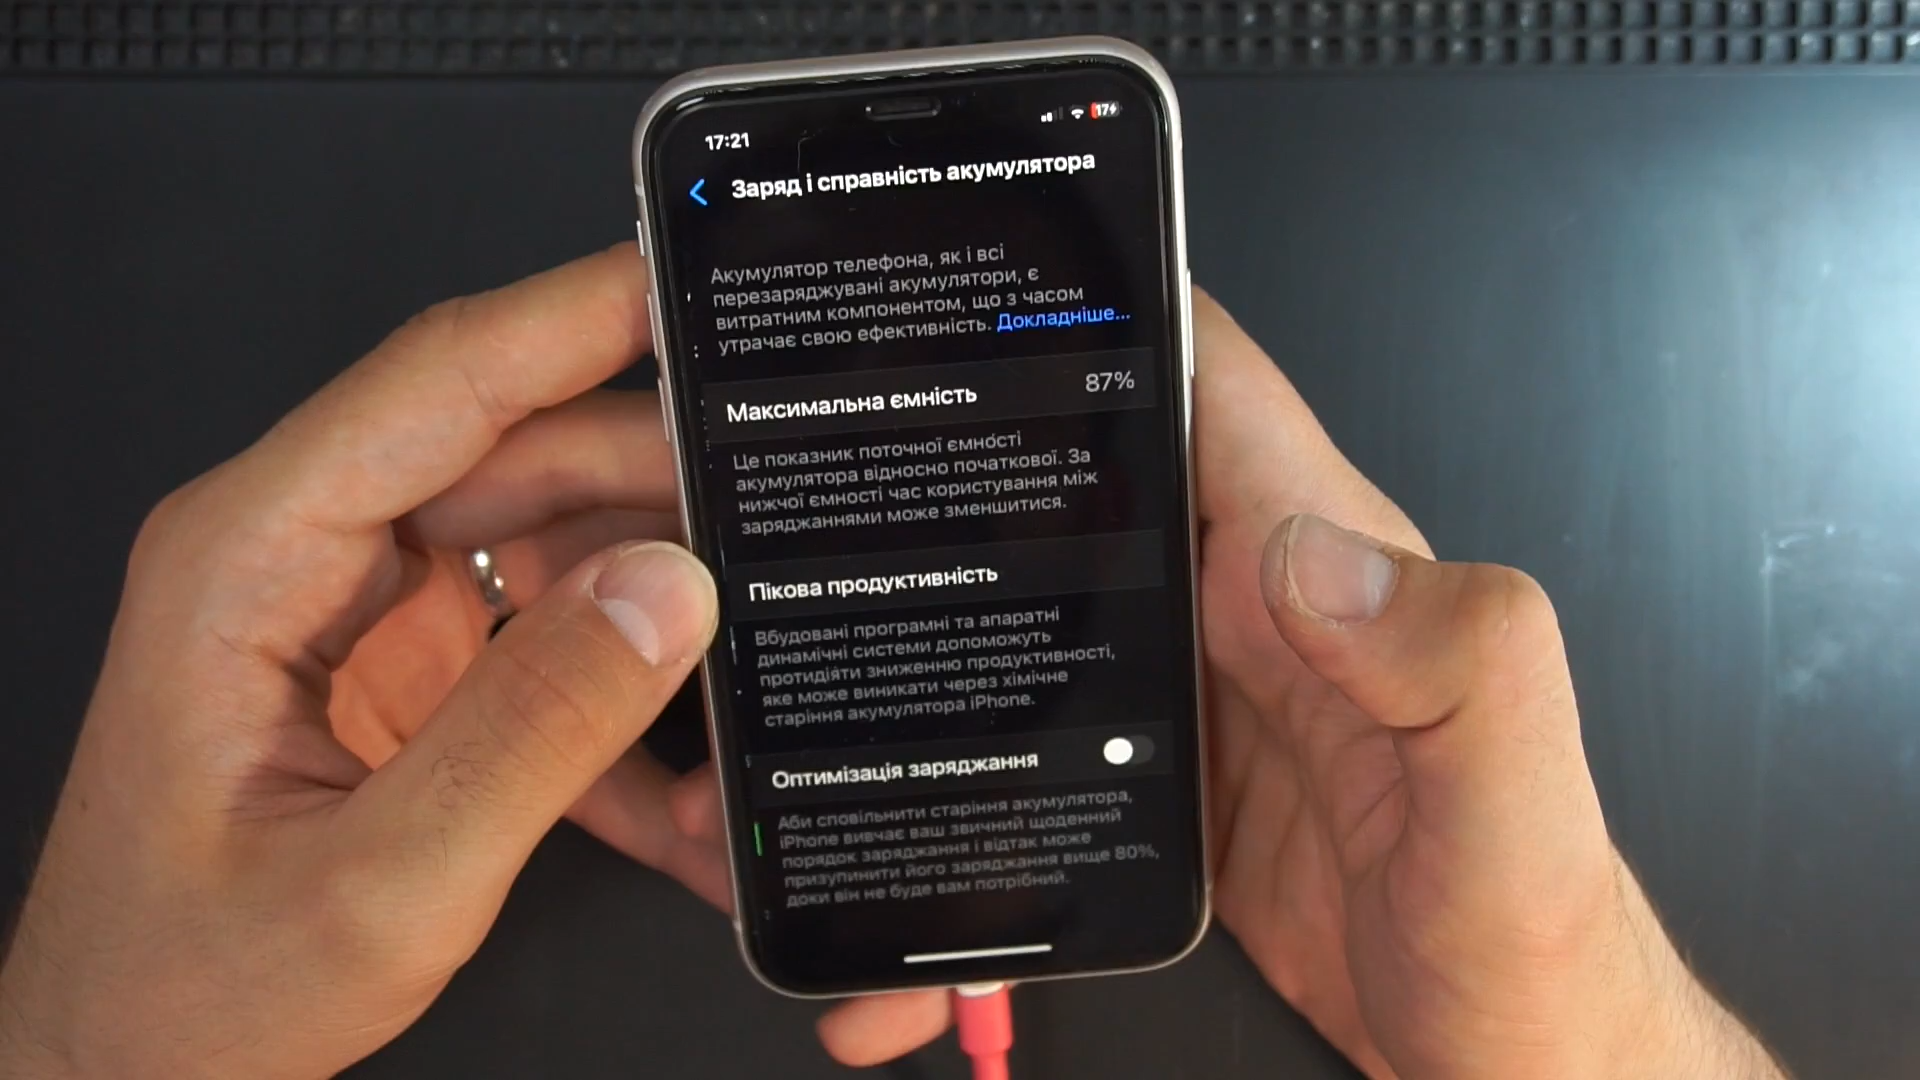 17:21
17
Заряд і справність акумулятора
Акумулятор телефона, як і всі
перезаряджувані акумулятори, є
витратним компонентом, що з часом
утрачає свою ефективність. Докладніше...
Максимальна ємність 87%
Це показник поточної ємності
акумулятора відносно початкової. За
нижчої ємності час користування між
заряджаннями може зменшитися.
Пікова продуктивність
Вбудовані програмні та апаратні
динамічні системи допоможуть
протидіяти зниженню продуктивності,
яке може виникати через хімічне
старіння акумулятора iPhone.
Оптимізація заряджання
Аби сповільнити старіння акумулятора,
iPhone вивчає ваш звичний щоденний
порядок заряджання і відтак може
призупинити його заряджання вище 80%,
доки він не буде вам потрібний.